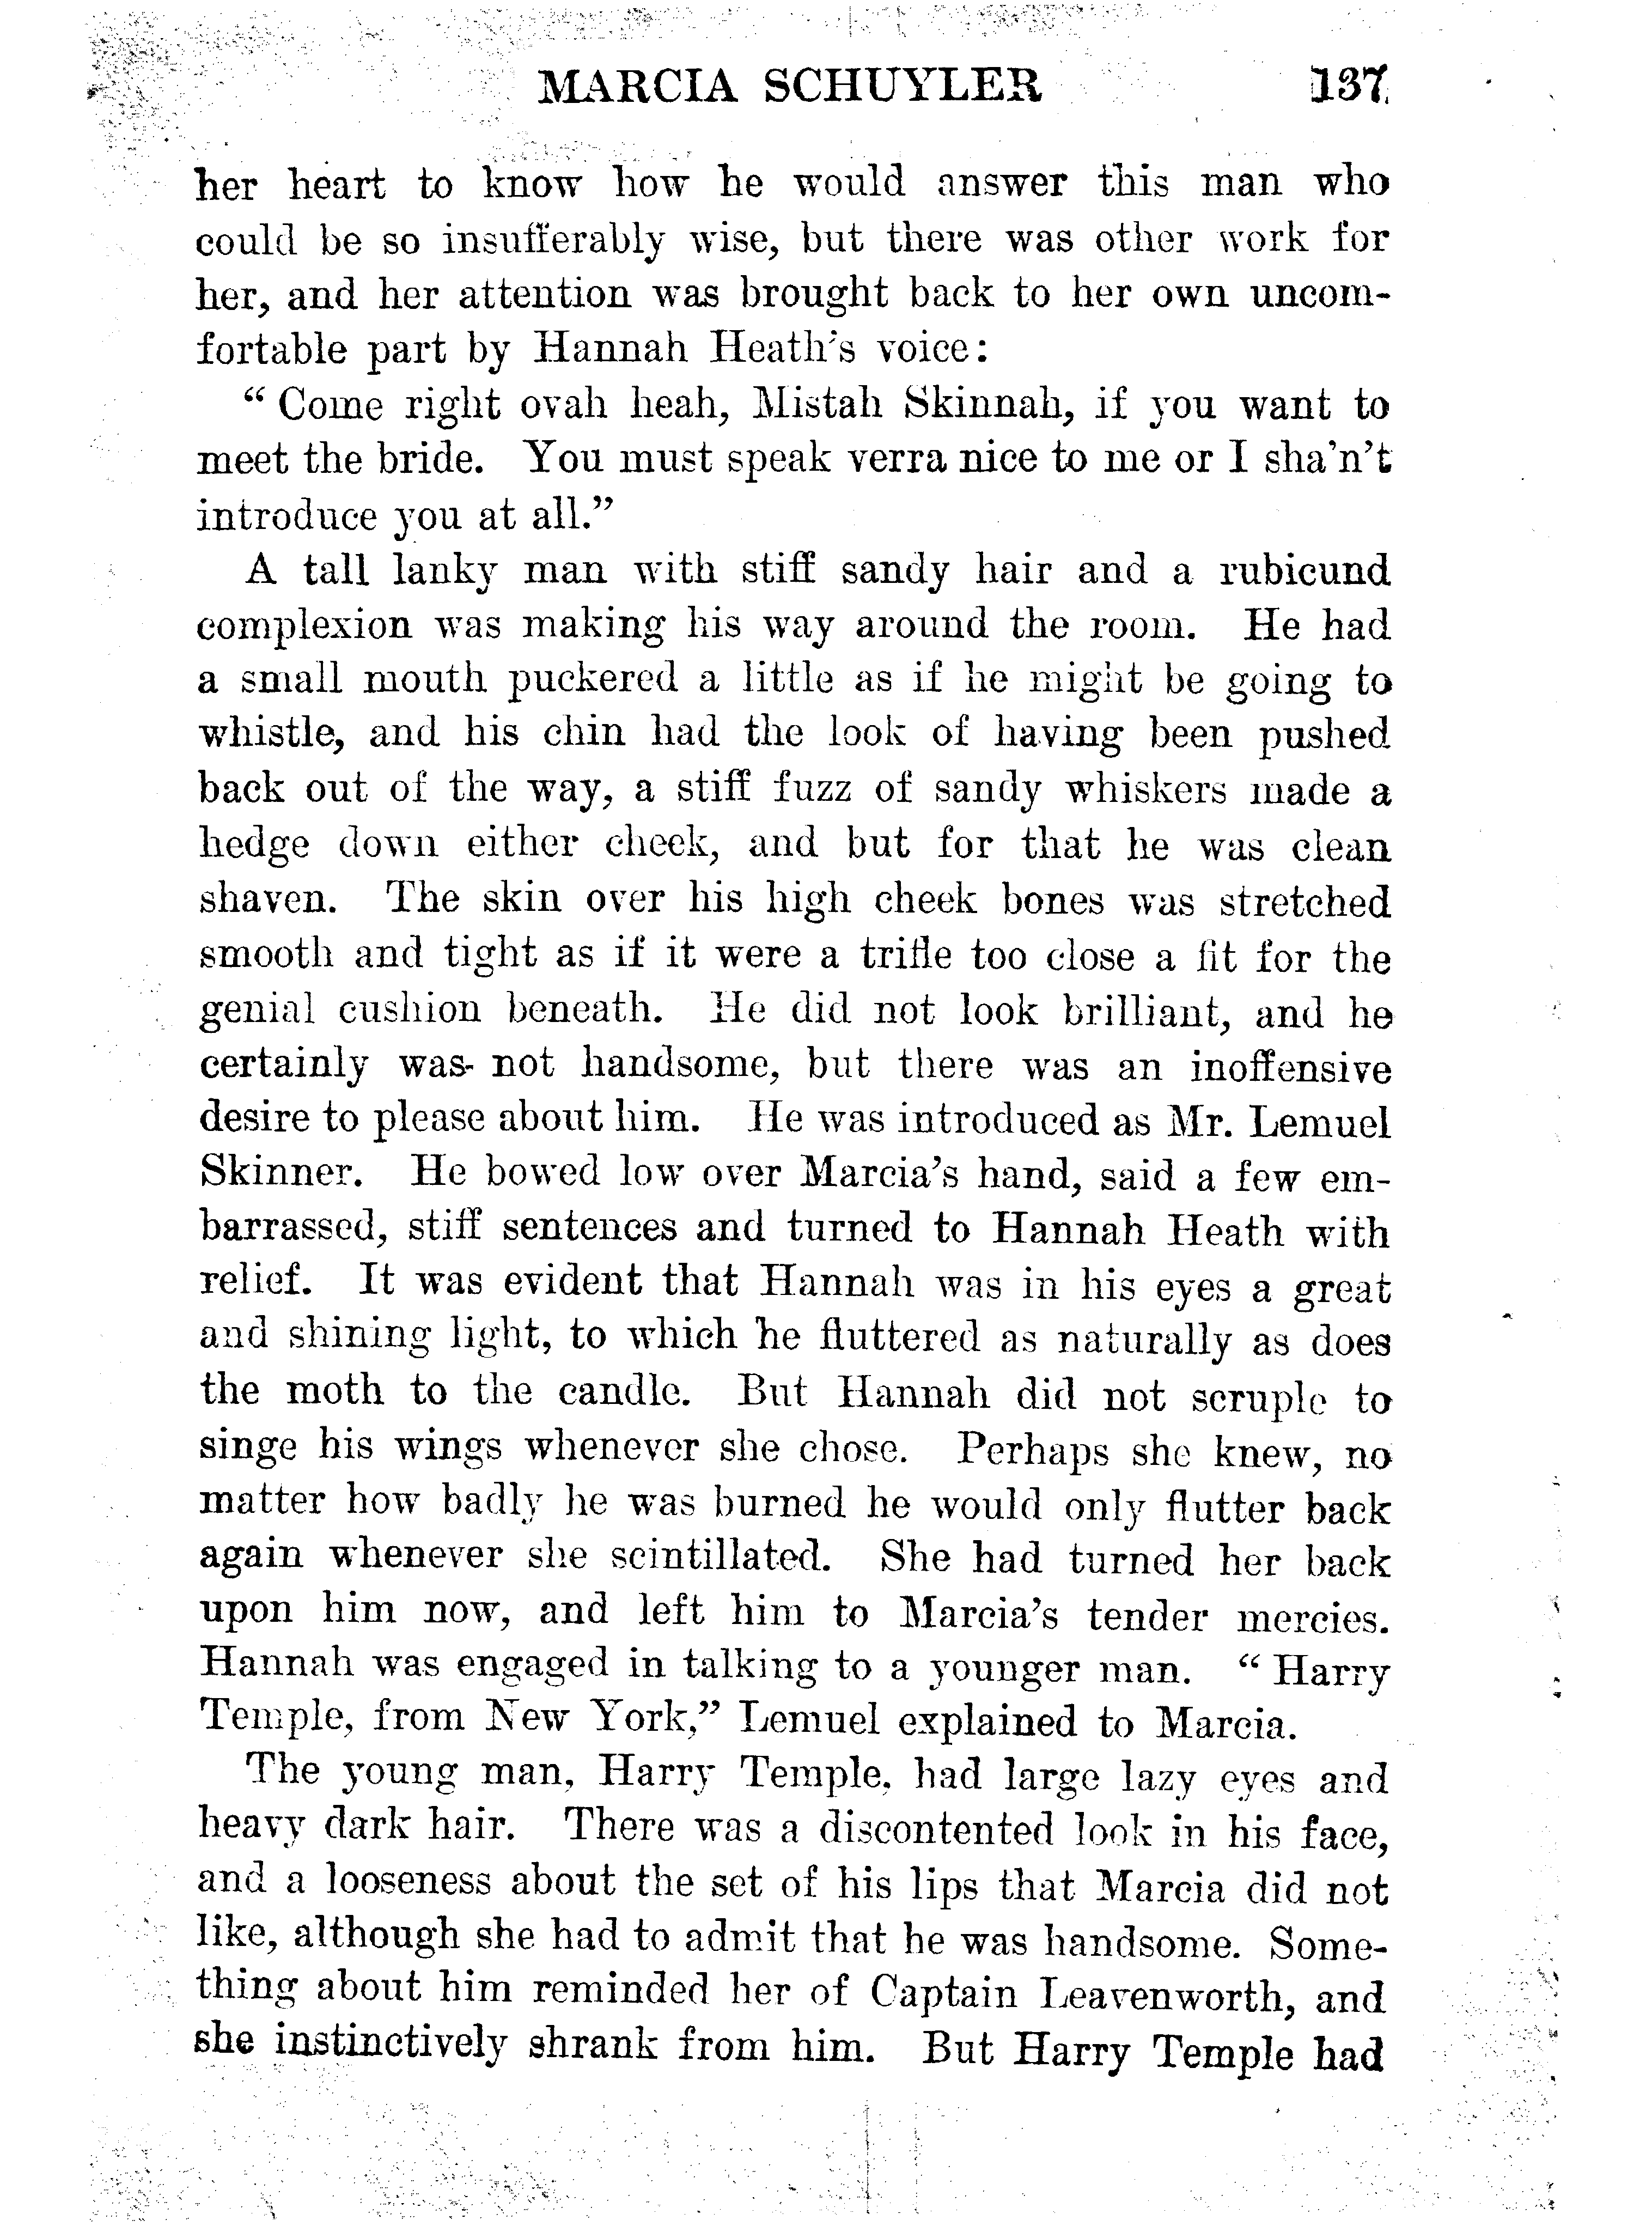 MARCIA SCHUYLER 137
her heart to know how he would answer this man who
could be so insufferably wise, but there was other work for
her, and her attention was brought back to her own uncom-
fortable part by Hannah Heath's voice:
“ Come right ovah heah, Mistah Skinnah, if you want to
meet the bride. You must speak verra nice to me or I sha'n't
introduce you at all.”
A tall lanky man with stiff sandy hair and a rubicund
complexion was making his way around the room. He had
a small mouth puckered a little as if he might be going to
whistle, and his chin had the look of having been pushed
back out of the way, a stiff fuzz of sandy whiskers made a
hedge down either cheek, and but for that he was clean
shaven. The skin over his high cheek bones was stretched
smooth and tight as if it were a trifle too close a fit for the
genial cushion beneath. He did not look brilliant, and he
certainly was not handsome, but there was an inoffensive
desire to please about him. He was introduced as Mr. Lemuel
Skinner. He bowed low over Marcia's hand, said a few em-
barrassed, stiff sentences and turned to Hannah Heath with
relief. It was evident that Hannah was in his eyes a great
and shining light, to which he fluttered as naturally as does
the moth to the candle. But Hannah did not scruple to
singe his wings whenever she chose. Perhaps she knew, no
matter how badly he was burned he would only flutter back
again whenever she scintillated. She had turned her back
upon him now, and left him to Marcia's tender mercies.
Hannah was engaged in talking to a younger man. “ Harry
Temple, from New York,” Lemuel explained to Marcia.
The young man, Harry Temple, had large lazy eyes and
heavy dark hair. There was a discontented look in his face,
and a looseness about the set of his lips that Marcia did not
like, although she had to admit that he was handsome. Some-
thing about him reminded her of Captain Leavenworth, and
she instinctively shrank from him. But Harry Temple had